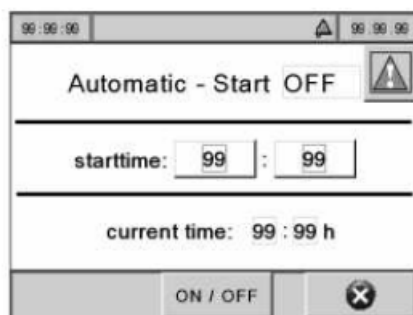 99:99:99 99.99.99
Automatic - Start OFF
starttime: 99 : 99
current time: 99 : 99 h
ON / OFF